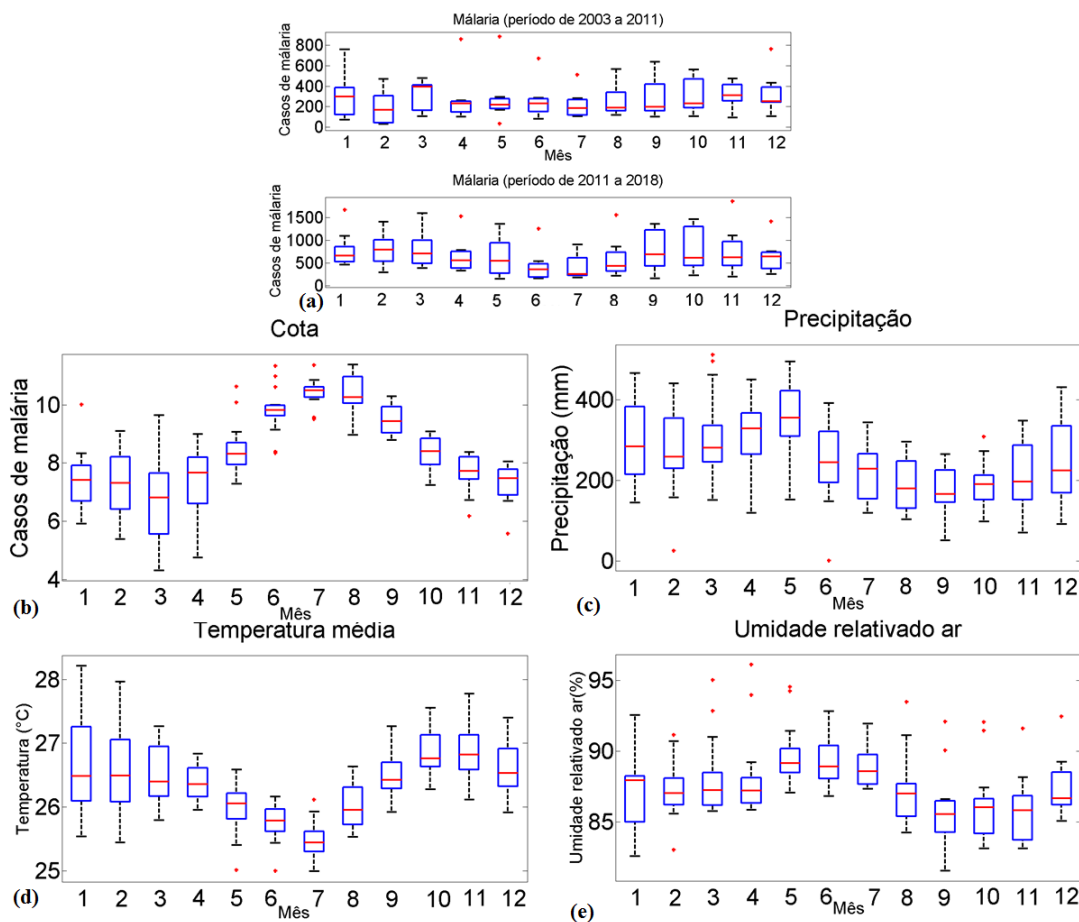 Málaria (período de 2003 a 2011)
Casos de málaria
800
600
400
200
0
1 2 3 4 5 6 7 8 9 10 11 12
Mês
Málaria (período de 2011 a 2018)
Casos de málaria
1500
1000
500
0
1 2 3 4 5 6 7 8 9 10 11 12
Mês
(a)
Cota
Casos de malária
10
8
6
4
1 2 3 4 5 6 7 8 9 10 11 12
Mês
(b)
Precipitação
Precipitação (mm)
400
200
0
1 2 3 4 5 6 7 8 9 10 11 12
Mês
(c)
Temperatura média
Temperatura (°C)
28
27
26
25
1 2 3 4 5 6 7 8 9 10 11 12
Mês
(d)
Umidade relativado ar
Umidade relativado ar(%)
95
90
85
1 2 3 4 5 6 7 8 9 10 11 12
Mês
(e)